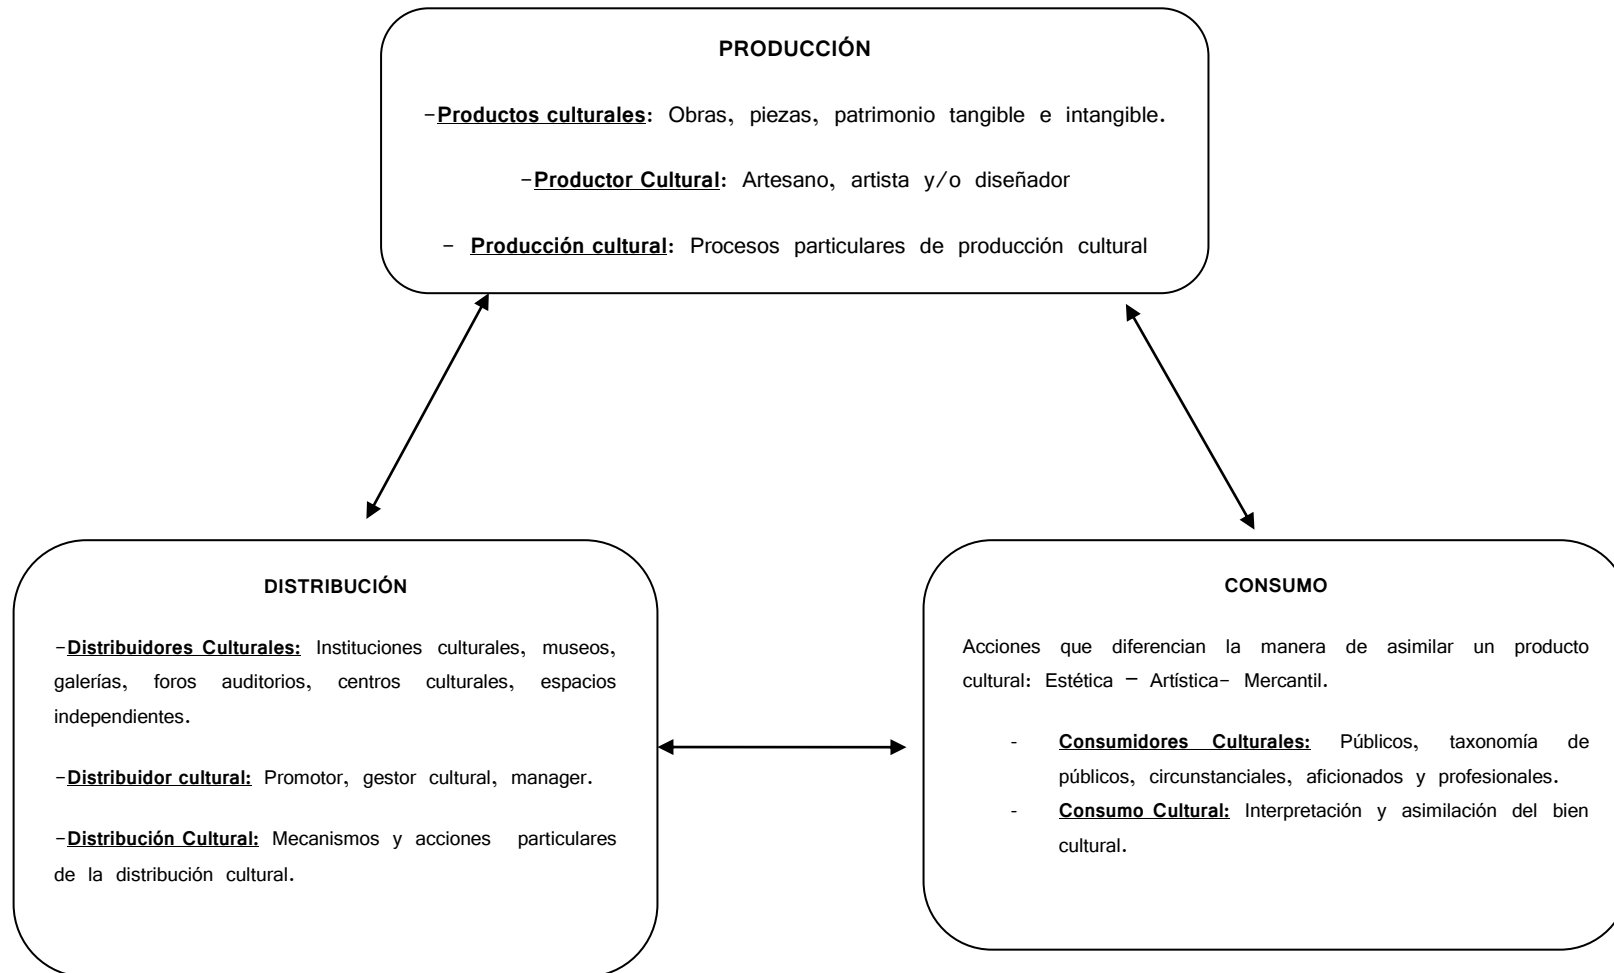 PRODUCCIÓN
-Productos culturales: Obras, piezas, patrimonio tangible e intangible.
-Productor Cultural: Artesano, artista y/o diseñador
- Producción cultural: Procesos particulares de producción cultural
DISTRIBUCIÓN
-Distribuidores Culturales: Instituciones culturales, museos,
galerías, foros auditorios, centros culturales, espacios
independientes.
-Distribuidor cultural: Promotor, gestor cultural, manager.
-Distribución Cultural: Mecanismos y acciones particulares
de la distribución cultural.
CONSUMO
Acciones que diferencian la manera de asimilar un producto
cultural: Estética – Artística- Mercantil.
- Consumidores Culturales: Públicos, taxonomía de
públicos, circunstanciales, aficionados y profesionales.
- Consumo Cultural: Interpretación y asimilación del bien
cultural.